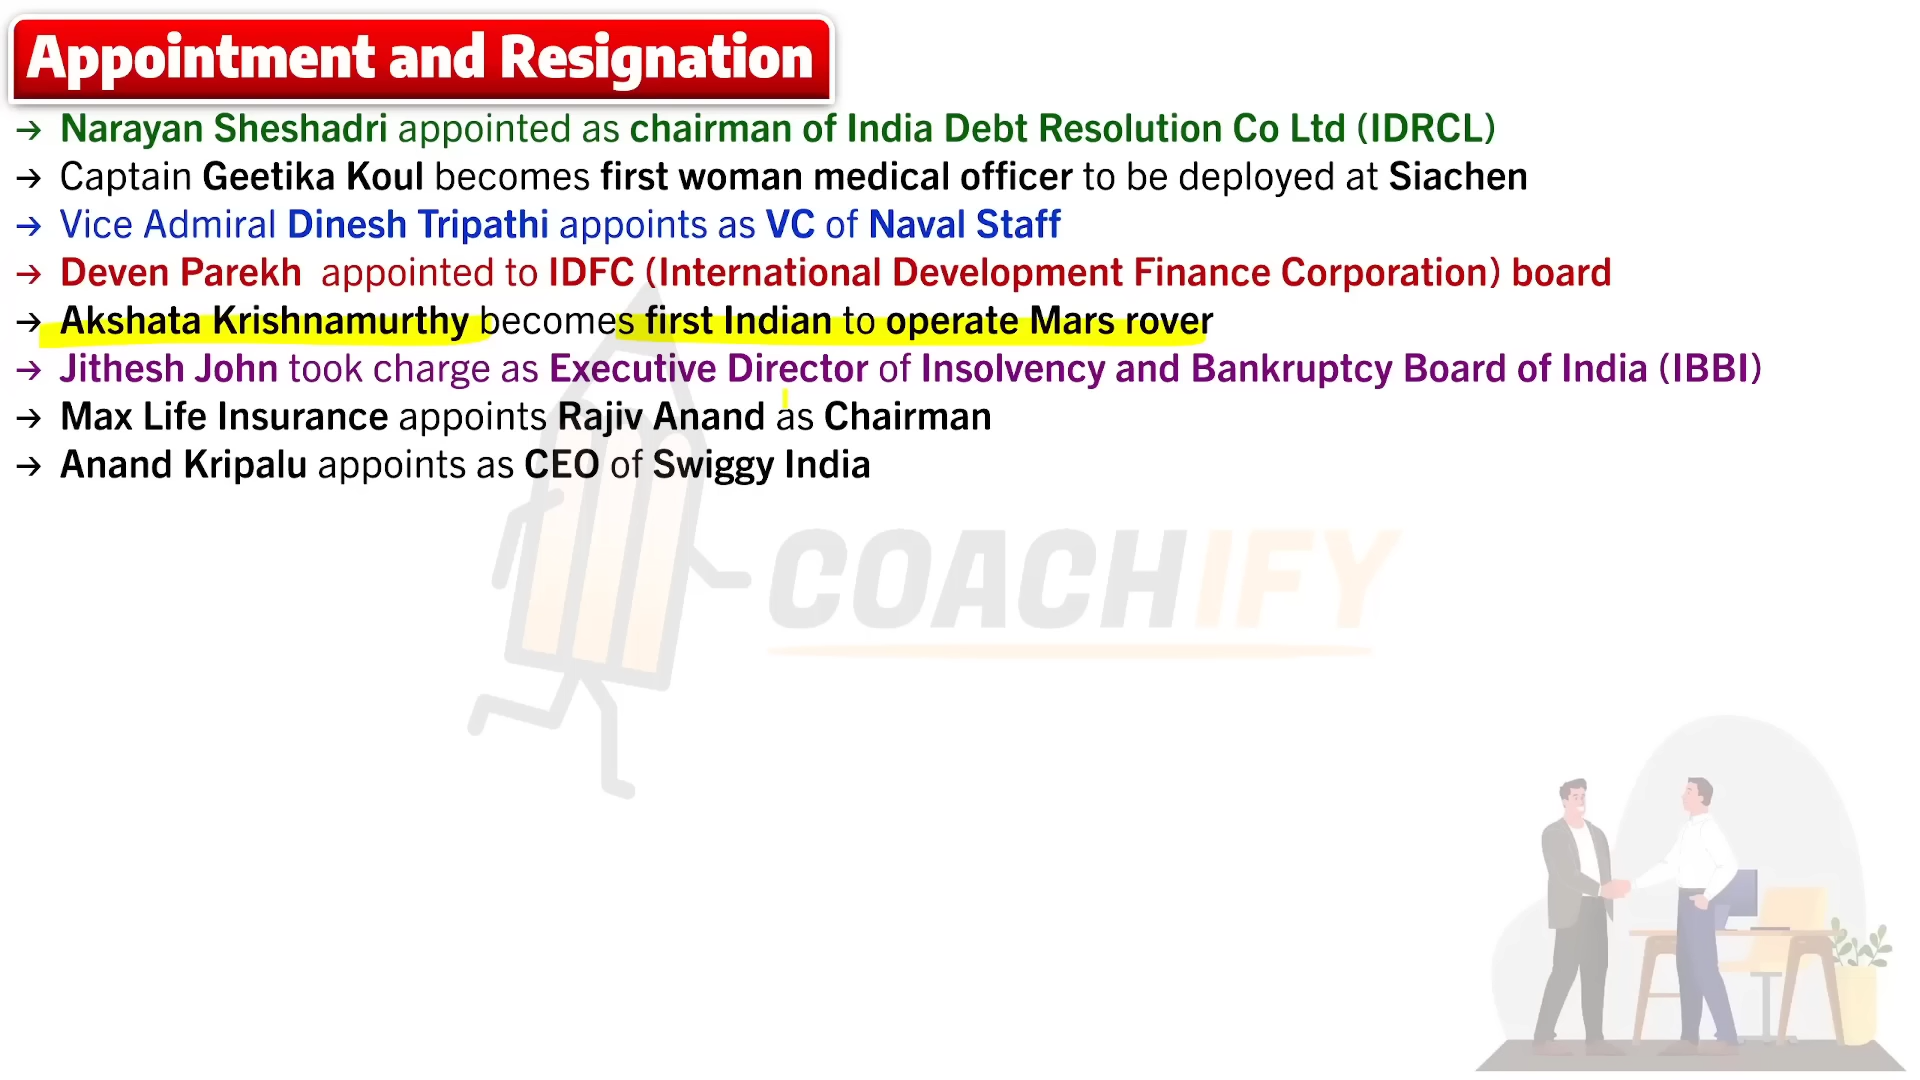 Appointment and Resignation
→ Narayan Sheshadri appointed as chairman of India Debt Resolution Co Ltd (IDRCL)
→ Captain Geetika Koul becomes first woman medical officer to be deployed at Siachen
→ Vice Admiral Dinesh Tripathi appoints as VC of Naval Staff
→ Deven Parekh appointed to IDFC (International Development Finance Corporation) board
→ Akshata Krishnamurthy becomes first Indian to operate Mars rover
→ Jithesh John took charge as Executive Director of Insolvency and Bankruptcy Board of India (IBBI)
→ Max Life Insurance appoints Rajiv Anand as Chairman
→ Anand Kripalu appoints as CEO of Swiggy India
COACHIFY